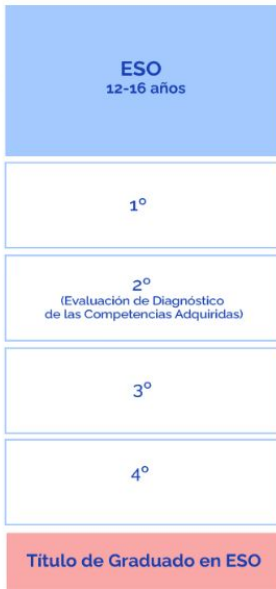 ESO
12-16 años
1º
2º
(Evaluación de Diagnóstico
de las Competencias Adquiridas)
3º
4º
Título de Graduado en ESO